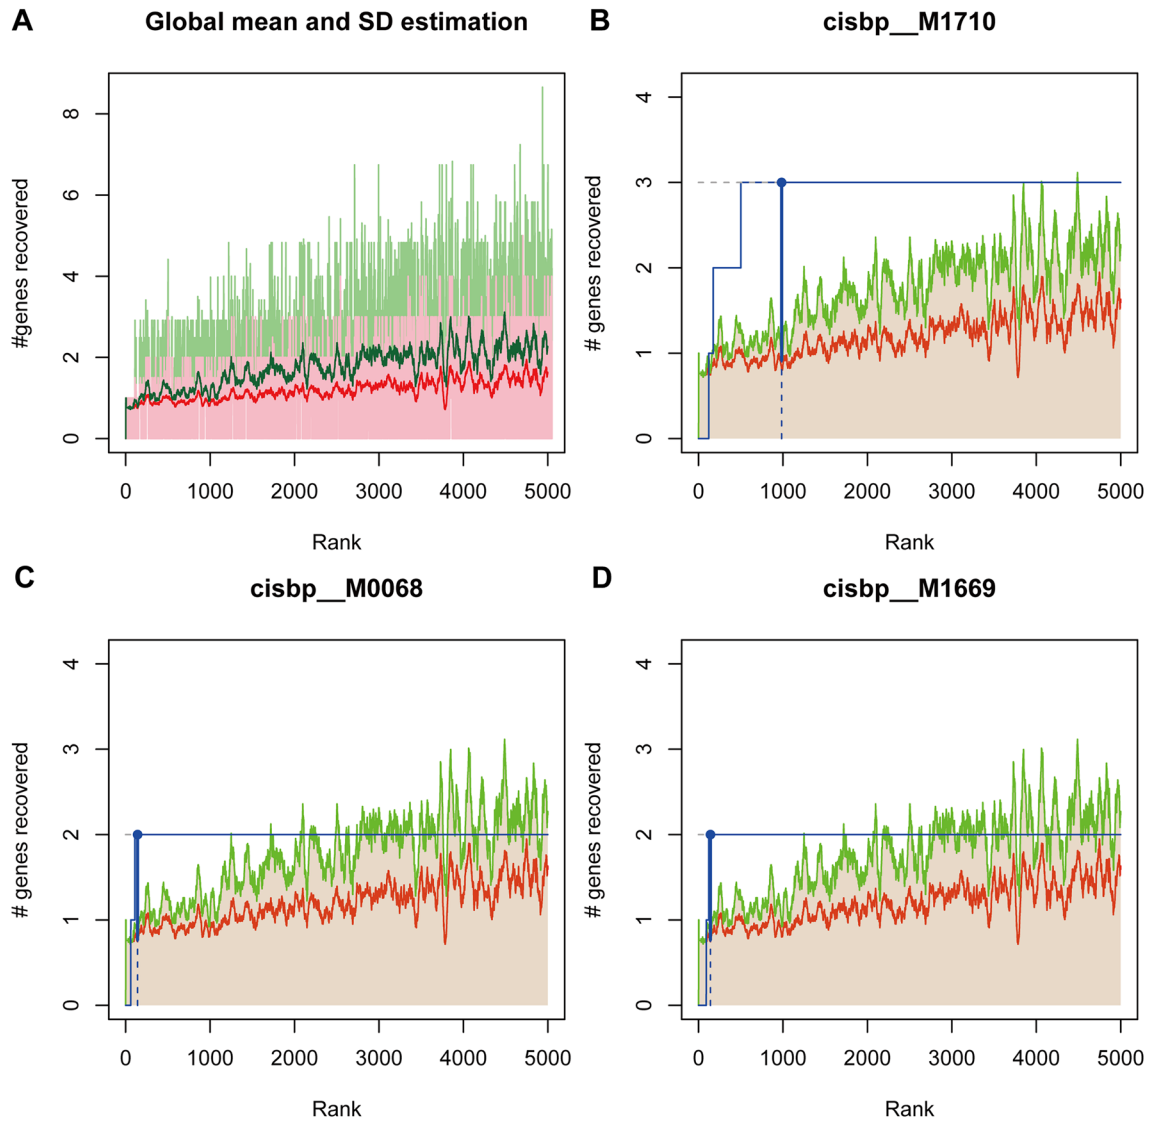 A
Global mean and SD estimation
#genes recovered
8
6
4
2
0
0 1000 2000 3000 4000 5000
Rank
B
cisbp__M1710
# genes recovered
4
3
2
1
0
0 1000 2000 3000 4000 5000
Rank
C
cisbp__M0068
# genes recovered
4
3
2
1
0
0 1000 2000 3000 4000 5000
Rank
D
cisbp__M1669
# genes recovered
4
3
2
1
0
0 1000 2000 3000 4000 5000
Rank